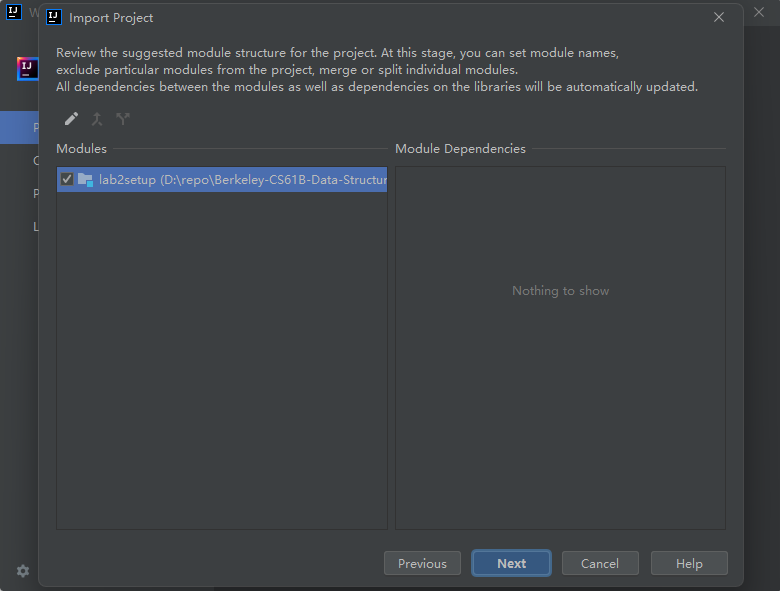 IJ
W
IJ
Import Project
Review the suggested module structure for the project. At this stage, you can set module names,
exclude particular modules from the project, merge or split individual modules.
All dependencies between the modules as well as dependencies on the libraries will be automatically updated.
IJ
Modules
Module Dependencies
lab2setup (D:\repo\Berkeley-CS61B-Data-Structur
Nothing to show
Previous
Next
Cancel
Help